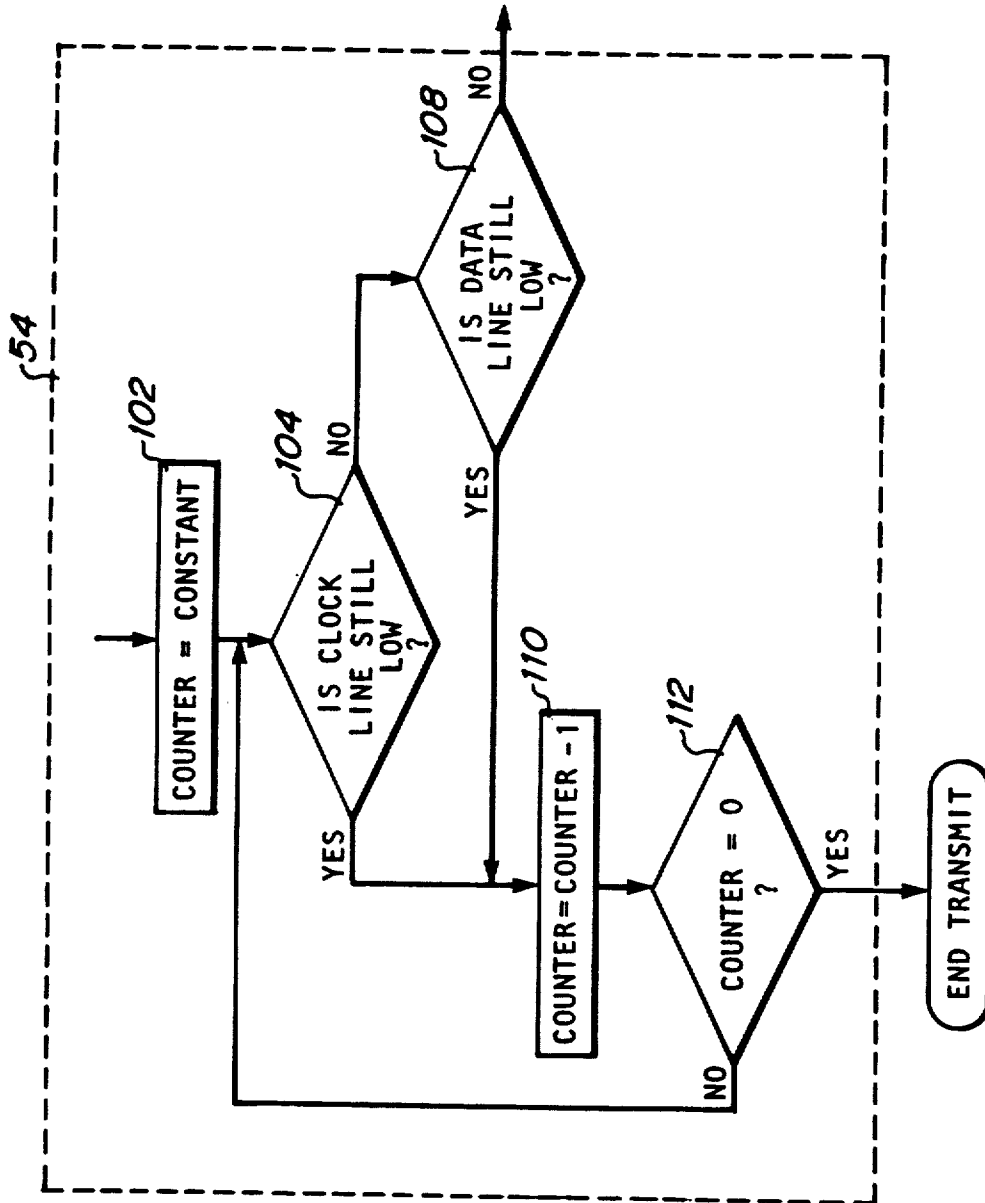 54
102
COUNTER = CONSTANT
104
IS CLOCK
LINE STILL
LOW
?
NO
YES
108
IS DATA
LINE STILL
LOW
?
NO
YES
110
COUNTER=COUNTER -1
112
COUNTER = 0
?
NO
YES
END TRANSMIT